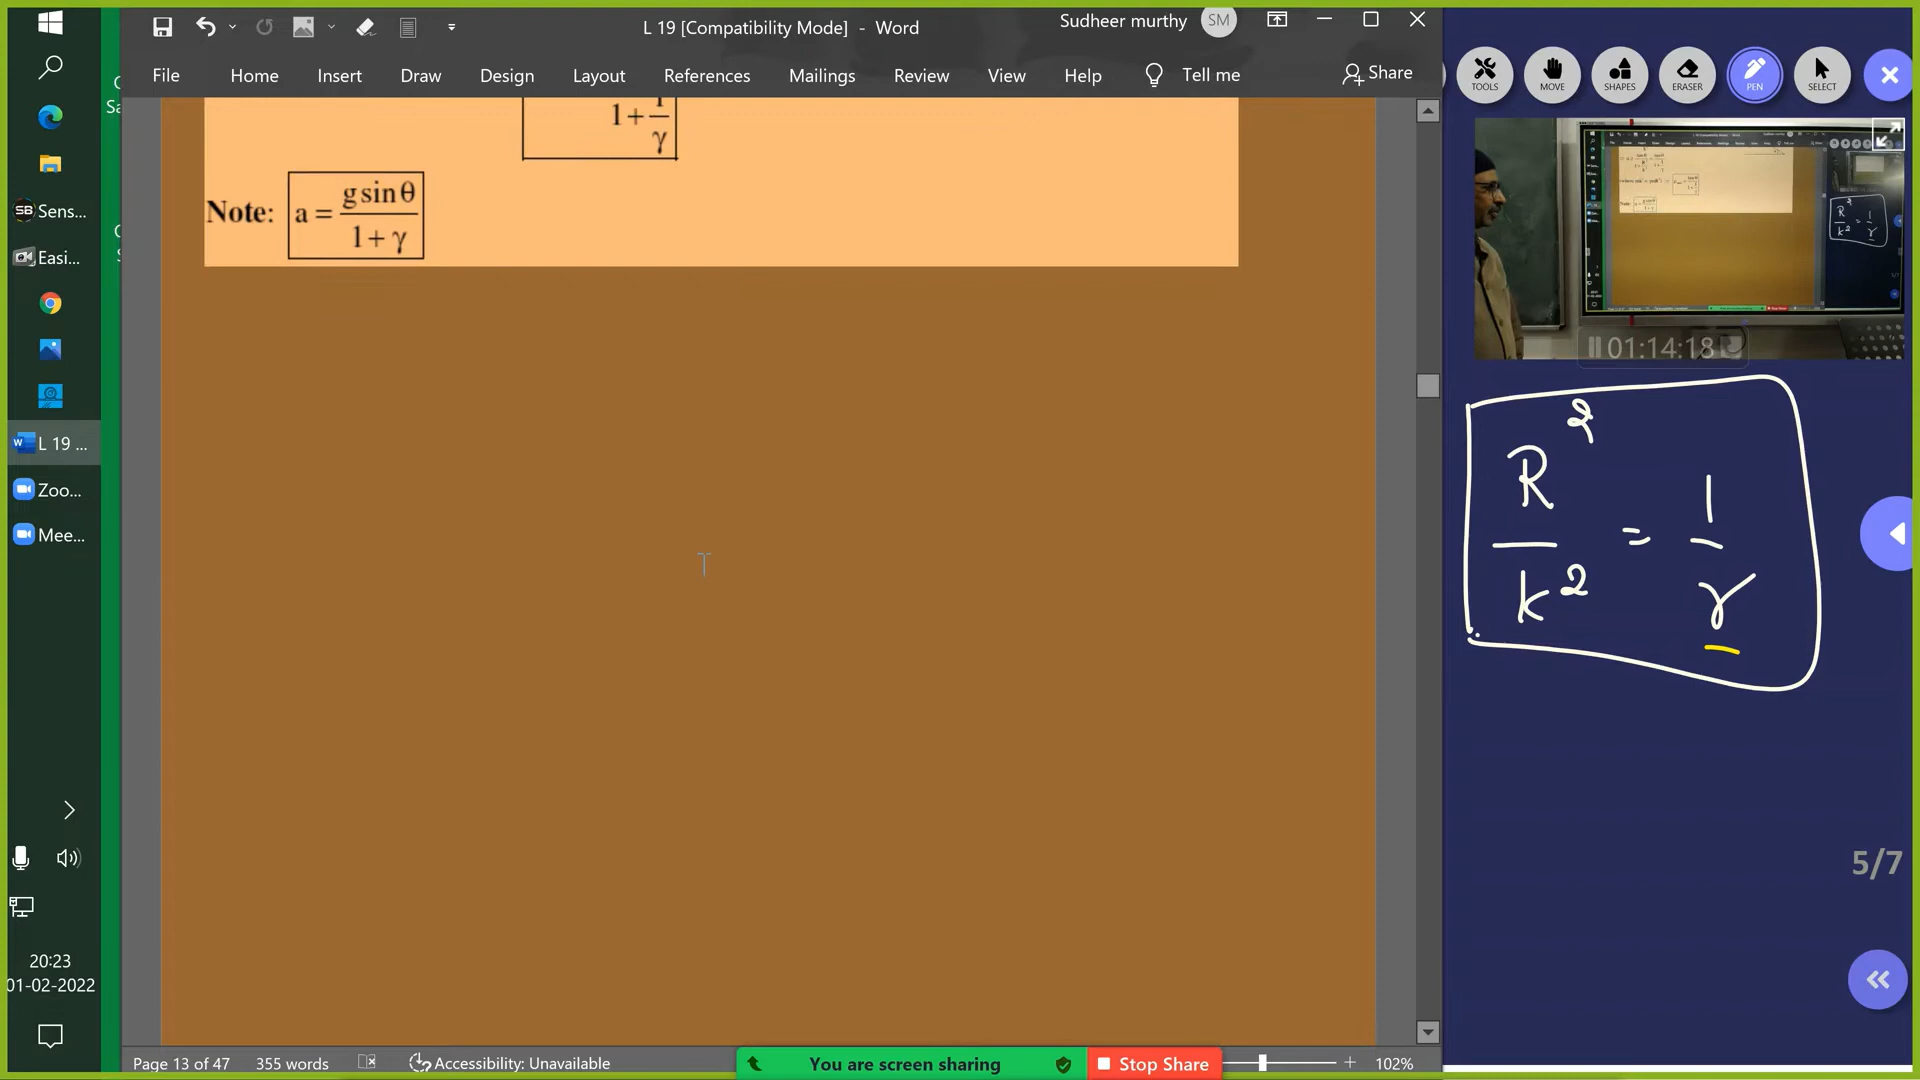 L 19 [Compatibility Mode] - Word
Sudheer murthy
SM
File Home Insert Draw Design Layout References Mailings Review View Help Tell me Share
TOOLS MOVE SHAPES ERASER PEN SELECT
1 + 1/γ
Note: a = g sin θ / 1 + γ
01:14:18
R² / k² = 1 / γ
Sens...
Easi...
L 19 ...
Zoo...
Mee...
5/7
20:23
01-02-2022
Page 13 of 47 355 words Accessibility: Unavailable
You are screen sharing
Stop Share
102%